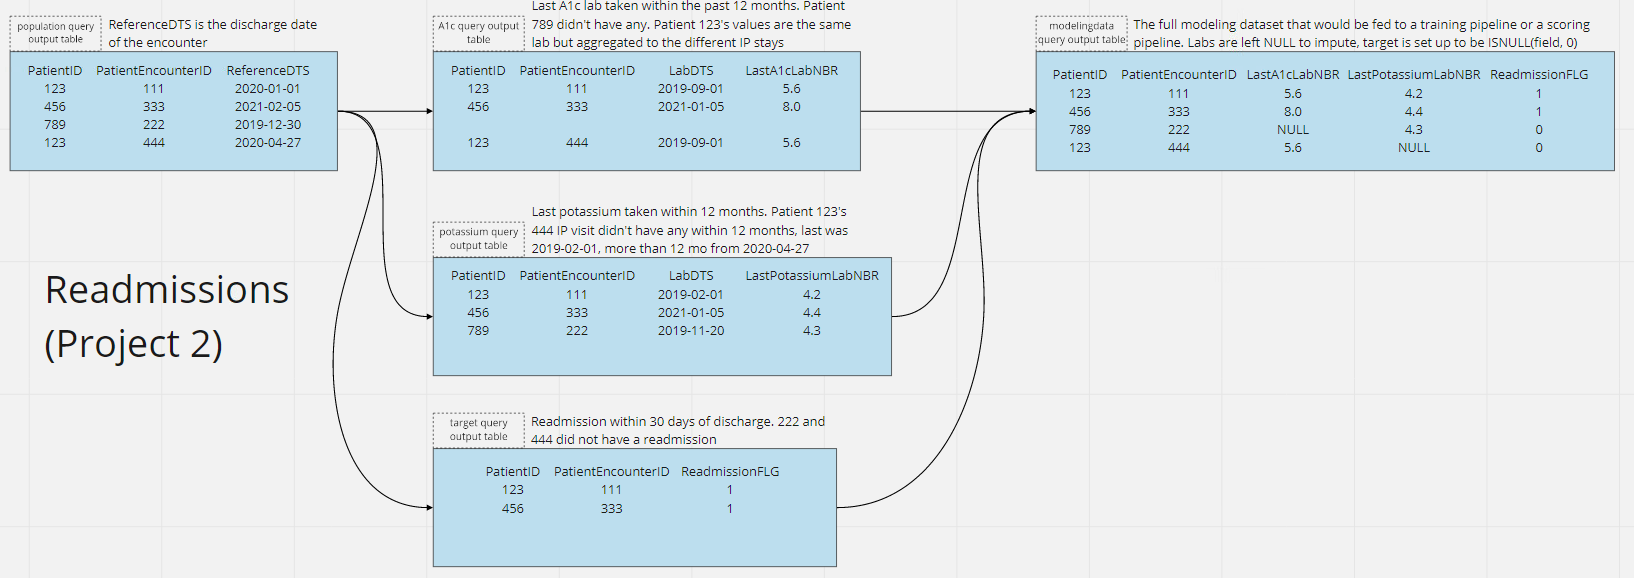 population query
output table
ReferenceDTS is the discharge date
of the encounter
PatientID PatientEncounterID ReferenceDTS
123 111 2020-01-01
456 333 2021-02-05
789 222 2019-12-30
123 444 2020-04-27
A1c query output
table
Last A1c lab taken within the past 12 months. Patient
789 didn't have any. Patient 123's values are the same
lab but aggregated to the different IP stays
PatientID PatientEncounterID LabDTS LastA1cLabNBR
123 111 2019-09-01 5.6
456 333 2021-01-05 8.0
123 444 2019-09-01 5.6
modelingdata
query output table
The full modeling dataset that would be fed to a training pipeline or a scoring
pipeline. Labs are left NULL to impute, target is set up to be ISNULL(field, 0)
PatientID PatientEncounterID LastA1cLabNBR LastPotassiumLabNBR ReadmissionFLG
123 111 5.6 4.2 1
456 333 8.0 4.4 1
789 222 NULL 4.3 0
123 444 5.6 NULL 0
potassium query
output table
Last potassium taken within 12 months. Patient 123's
444 IP visit didn't have any within 12 months, last was
2019-02-01, more than 12 mo from 2020-04-27
PatientID PatientEncounterID LabDTS LastPotassiumLabNBR
123 111 2019-02-01 4.2
456 333 2021-01-05 4.4
789 222 2019-11-20 4.3
Readmissions
(Project 2)
target query
output table
Readmission within 30 days of discharge. 222 and
444 did not have a readmission
PatientID PatientEncounterID ReadmissionFLG
123 111 1
456 333 1